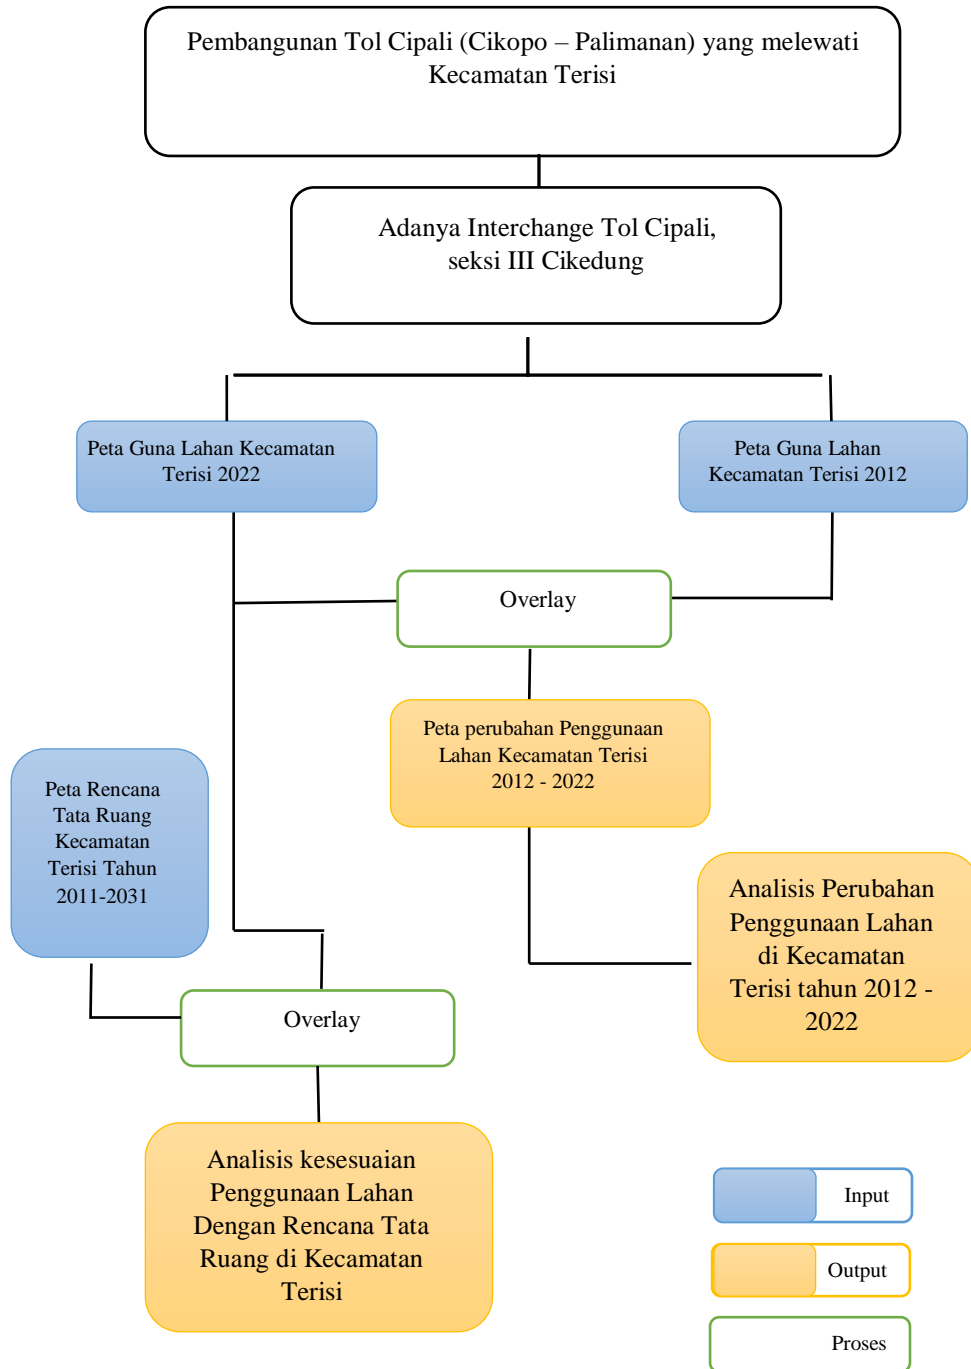 Pembangunan Tol Cipali (Cikopo – Palimanan) yang melewati
Kecamatan Terisi
Adanya Interchange Tol Cipali,
seksi III Cikedung
Peta Guna Lahan Kecamatan
Terisi 2022
Peta Guna Lahan
Kecamatan Terisi 2012
Overlay
Peta perubahan Penggunaan
Lahan Kecamatan Terisi
2012 - 2022
Peta Rencana
Tata Ruang
Kecamatan
Terisi Tahun
2011-2031
Analisis Perubahan
Penggunaan Lahan
di Kecamatan
Terisi tahun 2012 -
2022
Overlay
Analisis kesesuaian
Penggunaan Lahan
Dengan Rencana Tata
Ruang di Kecamatan
Terisi
Input
Output
Proses